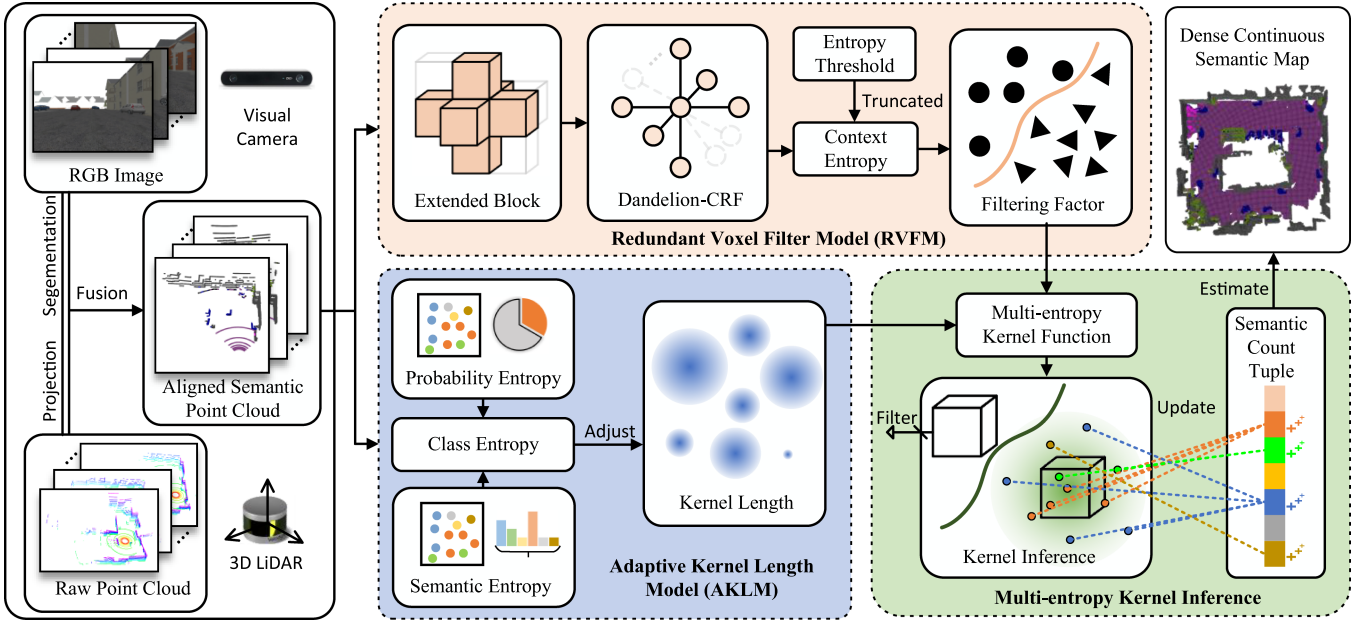 RGB Image
Visual
Camera
Segementation
Projection
Fusion
Aligned Semantic
Point Cloud
Raw Point Cloud
3D LiDAR
Extended Block
Dandelion-CRF
Entropy
Threshold
Truncated
Context
Entropy
Filtering Factor
Redundant Voxel Filter Model (RVFM)
Probability Entropy
Class Entropy
Semantic Entropy
Adjust
Kernel Length
Adaptive Kernel Length
Model (AKLM)
Multi-entropy
Kernel Function
Filter
Kernel Inference
Update
Semantic
Count
Tuple
+++
+++
+++
+++
Multi-entropy Kernel Inference
Estimate
Dense Continuous
Semantic Map